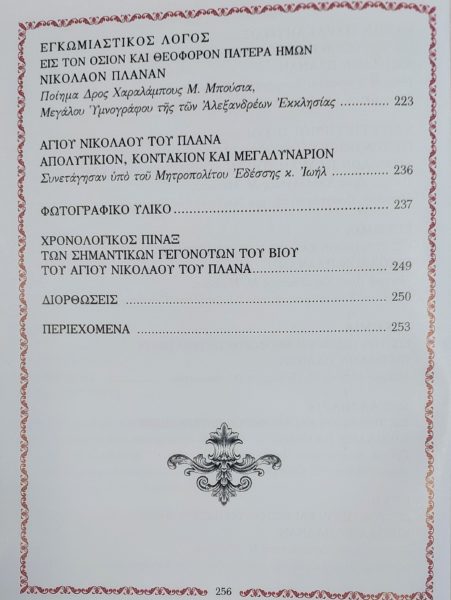 ΕΓΚΩΜΙΑΣΤΙΚΟΣ ΛΟΓΟΣ
ΕΙΣ ΤΟΝ ΟΣΙΟΝ ΚΑΙ ΘΕΟΦΟΡΟΝ ΠΑΤΕΡΑ ΗΜΩΝ
ΝΙΚΟΛΑΟΝ ΠΛΑΝΑΝ
Ποίημα Δρος Χαραλάμπους Μ. Μπούσια,
Μεγάλου Ὑμνογράφου τῆς τῶν Ἀλεξανδρέων Ἐκκλησίας ................ 223
ΑΓΙΟΥ ΝΙΚΟΛΑΟΥ ΤΟΥ ΠΛΑΝΑ
ΑΠΟΛΥΤΙΚΙΟΝ, ΚΟΝΤΑΚΙΟΝ ΚΑΙ ΜΕΓΑΛΥΝΑΡΙΟΝ
Συνετάγησαν ὑπὸ τοῦ Μητροπολίτου Ἐδέσσης κ. Ἰωήλ ................ 236
ΦΩΤΟΓΡΑΦΙΚΟ ΥΛΙΚΟ ................ 237
ΧΡΟΝΟΛΟΓΙΚΟΣ ΠΙΝΑΞ
ΤΩΝ ΣΗΜΑΝΤΙΚΩΝ ΓΕΓΟΝΟΤΩΝ ΤΟΥ ΒΙΟΥ
ΤΟΥ ΑΓΙΟΥ ΝΙΚΟΛΑΟΥ ΤΟΥ ΠΛΑΝΑ ................ 249
ΔΙΟΡΘΩΣΕΙΣ ................ 250
ΠΕΡΙΕΧΟΜΕΝΑ ................ 253
256